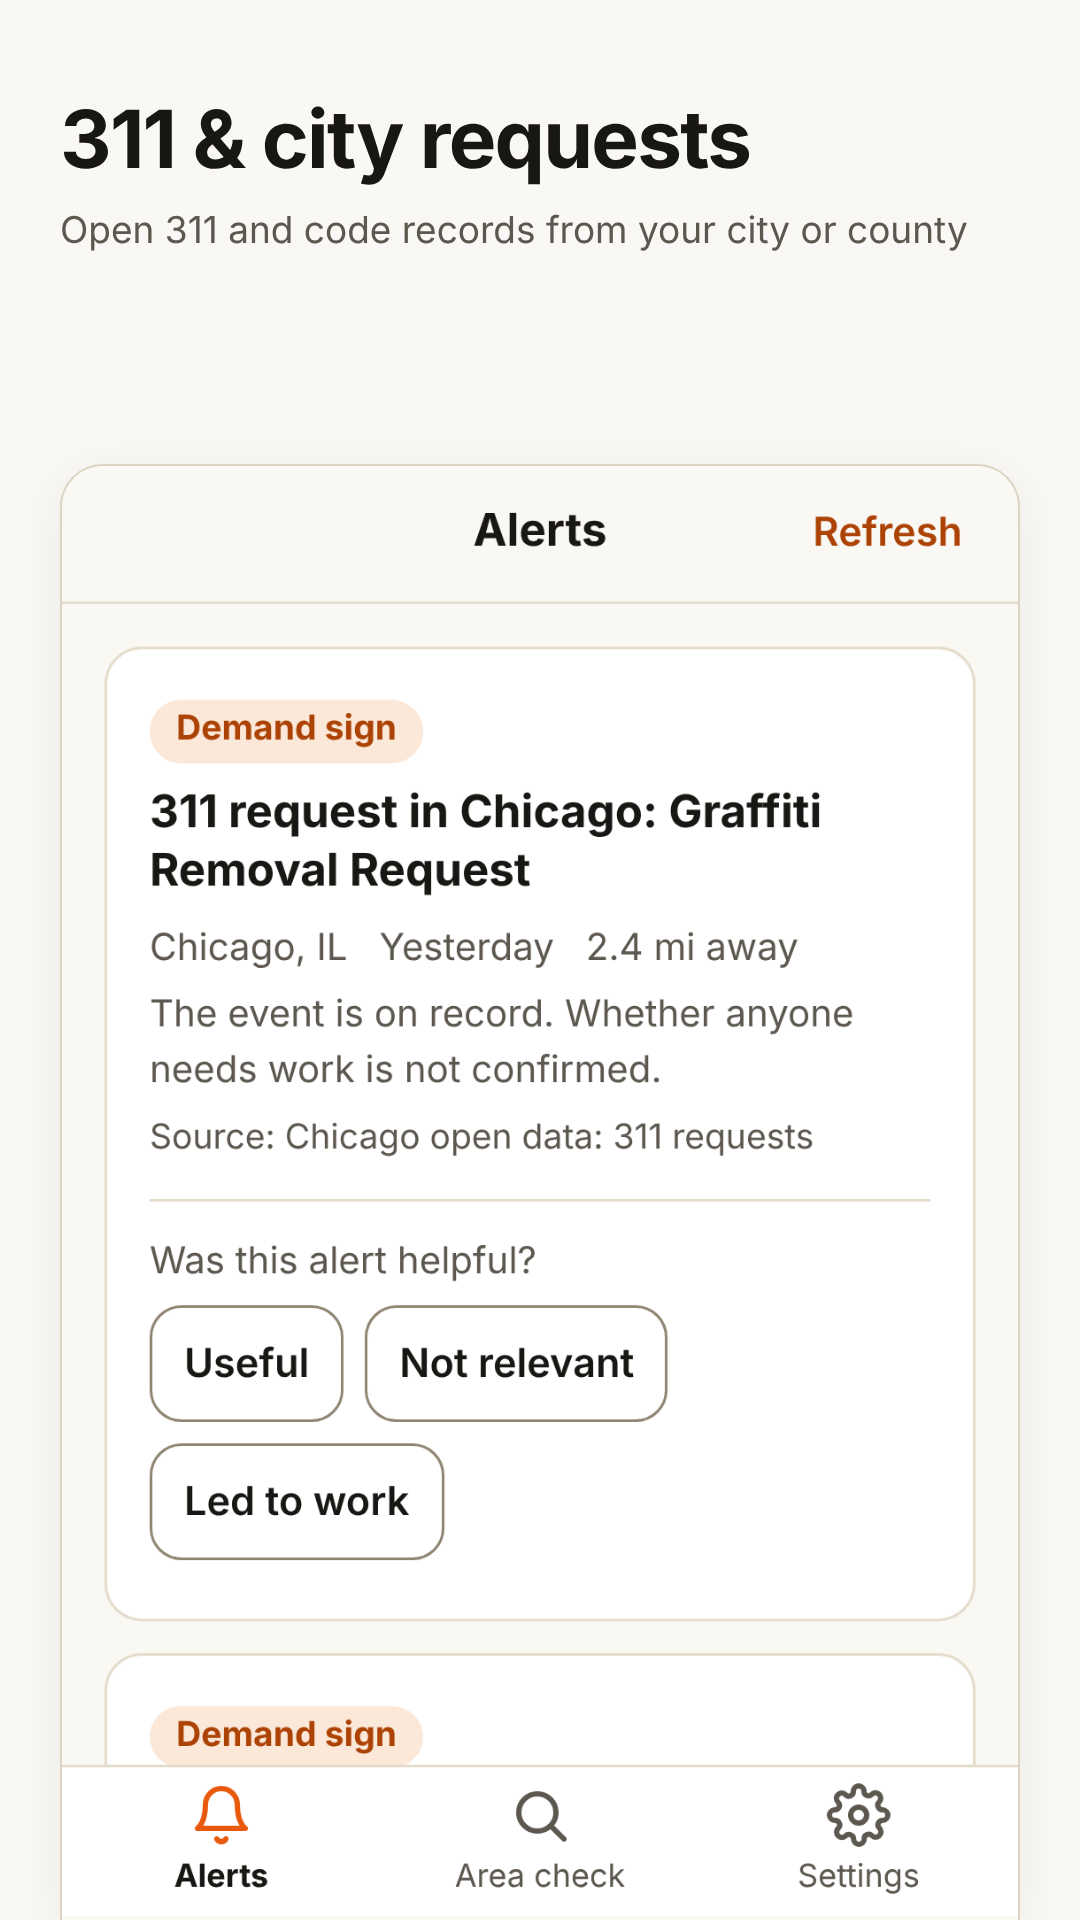 311 & city requests
Open 311 and code records from your city or county
Alerts
Refresh
Demand sign
311 request in Chicago: Graffiti
Removal Request
Chicago, IL Yesterday 2.4 mi away
The event is on record. Whether anyone
needs work is not confirmed.
Source: Chicago open data: 311 requests
Was this alert helpful?
Useful
Not relevant
Led to work
Demand sign
Alerts
Area check
Settings